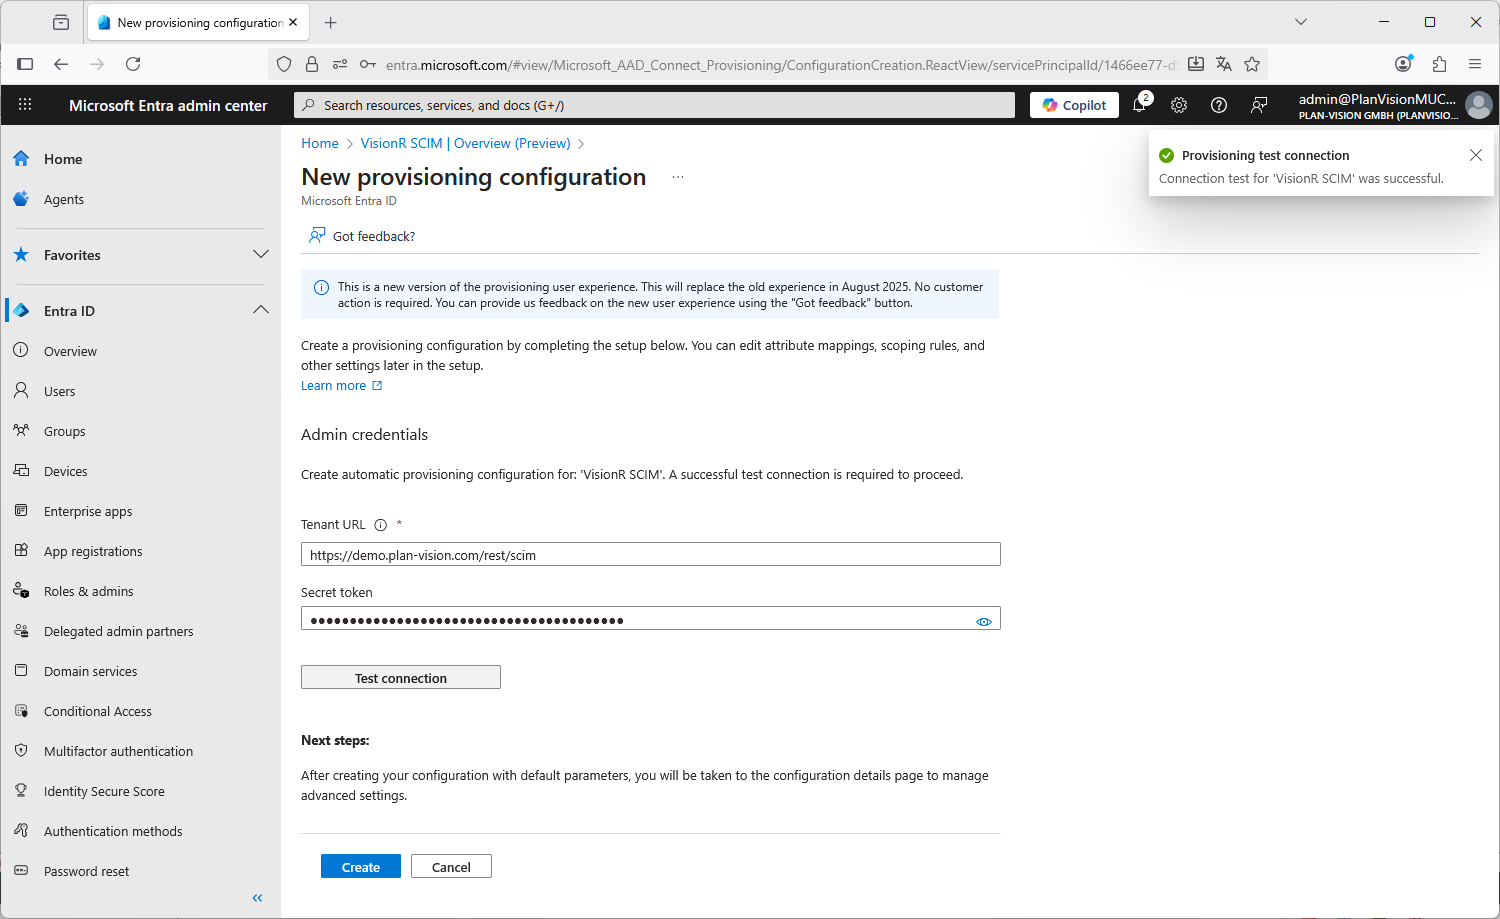 New provisioning configuration
entra.microsoft.com/#view/Microsoft_AAD_Connect_Provisioning/ConfigurationCreation.ReactView/servicePrincipalId/1466ee77-d
Microsoft Entra admin center
Search resources, services, and docs (G+/)
Copilot
2
admin@PlanVisionMUC...
PLAN-VISION GMBH (PLANVISIO...
Provisioning test connection
Connection test for 'VisionR SCIM' was successful.
Home
Agents
Favorites
Entra ID
Overview
Users
Groups
Devices
Enterprise apps
App registrations
Roles & admins
Delegated admin partners
Domain services
Conditional Access
Multifactor authentication
Identity Secure Score
Authentication methods
Password reset
Home > VisionR SCIM | Overview (Preview) >
New provisioning configuration ...
Microsoft Entra ID
Got feedback?
This is a new version of the provisioning user experience. This will replace the old experience in August 2025. No customer
action is required. You can provide us feedback on the new user experience using the "Got feedback" button.
Create a provisioning configuration by completing the setup below. You can edit attribute mappings, scoping rules, and
other settings later in the setup.
Learn more
Admin credentials
Create automatic provisioning configuration for: 'VisionR SCIM'. A successful test connection is required to proceed.
Tenant URL *
https://demo.plan-vision.com/rest/scim
Secret token
Test connection
Next steps:
After creating your configuration with default parameters, you will be taken to the configuration details page to manage
advanced settings.
Create
Cancel